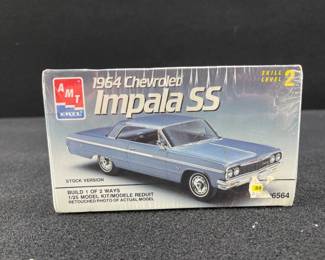 1964 Chevrolet
Impala SS
SKILL
LEVEL 2
AMT
ERTL
STOCK VERSION
BUILD 1 OF 2 WAYS
1/25 MODEL KIT/MODELE REDUIT
RETOUCHED PHOTO OF ACTUAL MODEL
6564